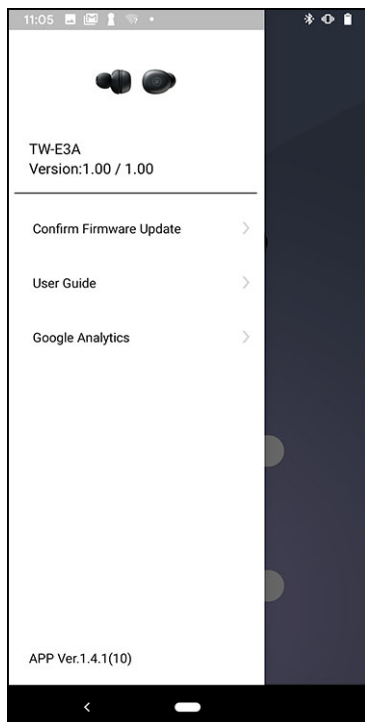 11:05
TW-E3A
Version:1.00 / 1.00
Confirm Firmware Update
User Guide
Google Analytics
APP Ver.1.4.1(10)